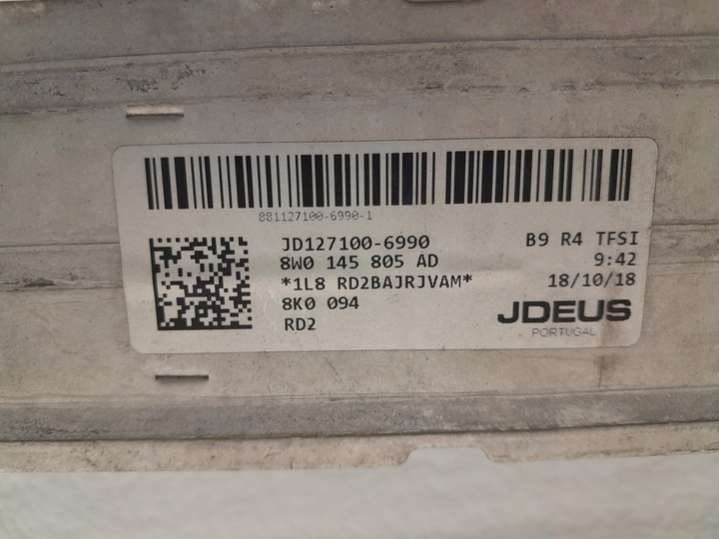 881127100-6990-1
JD127100-6990
B9 R4 TFSI
8W0 145 805 AD
9:42
*1L8 RD2BAJRJVAM*
18/10/18
8K0 094
JDEUS
RD2
PORTUGAL